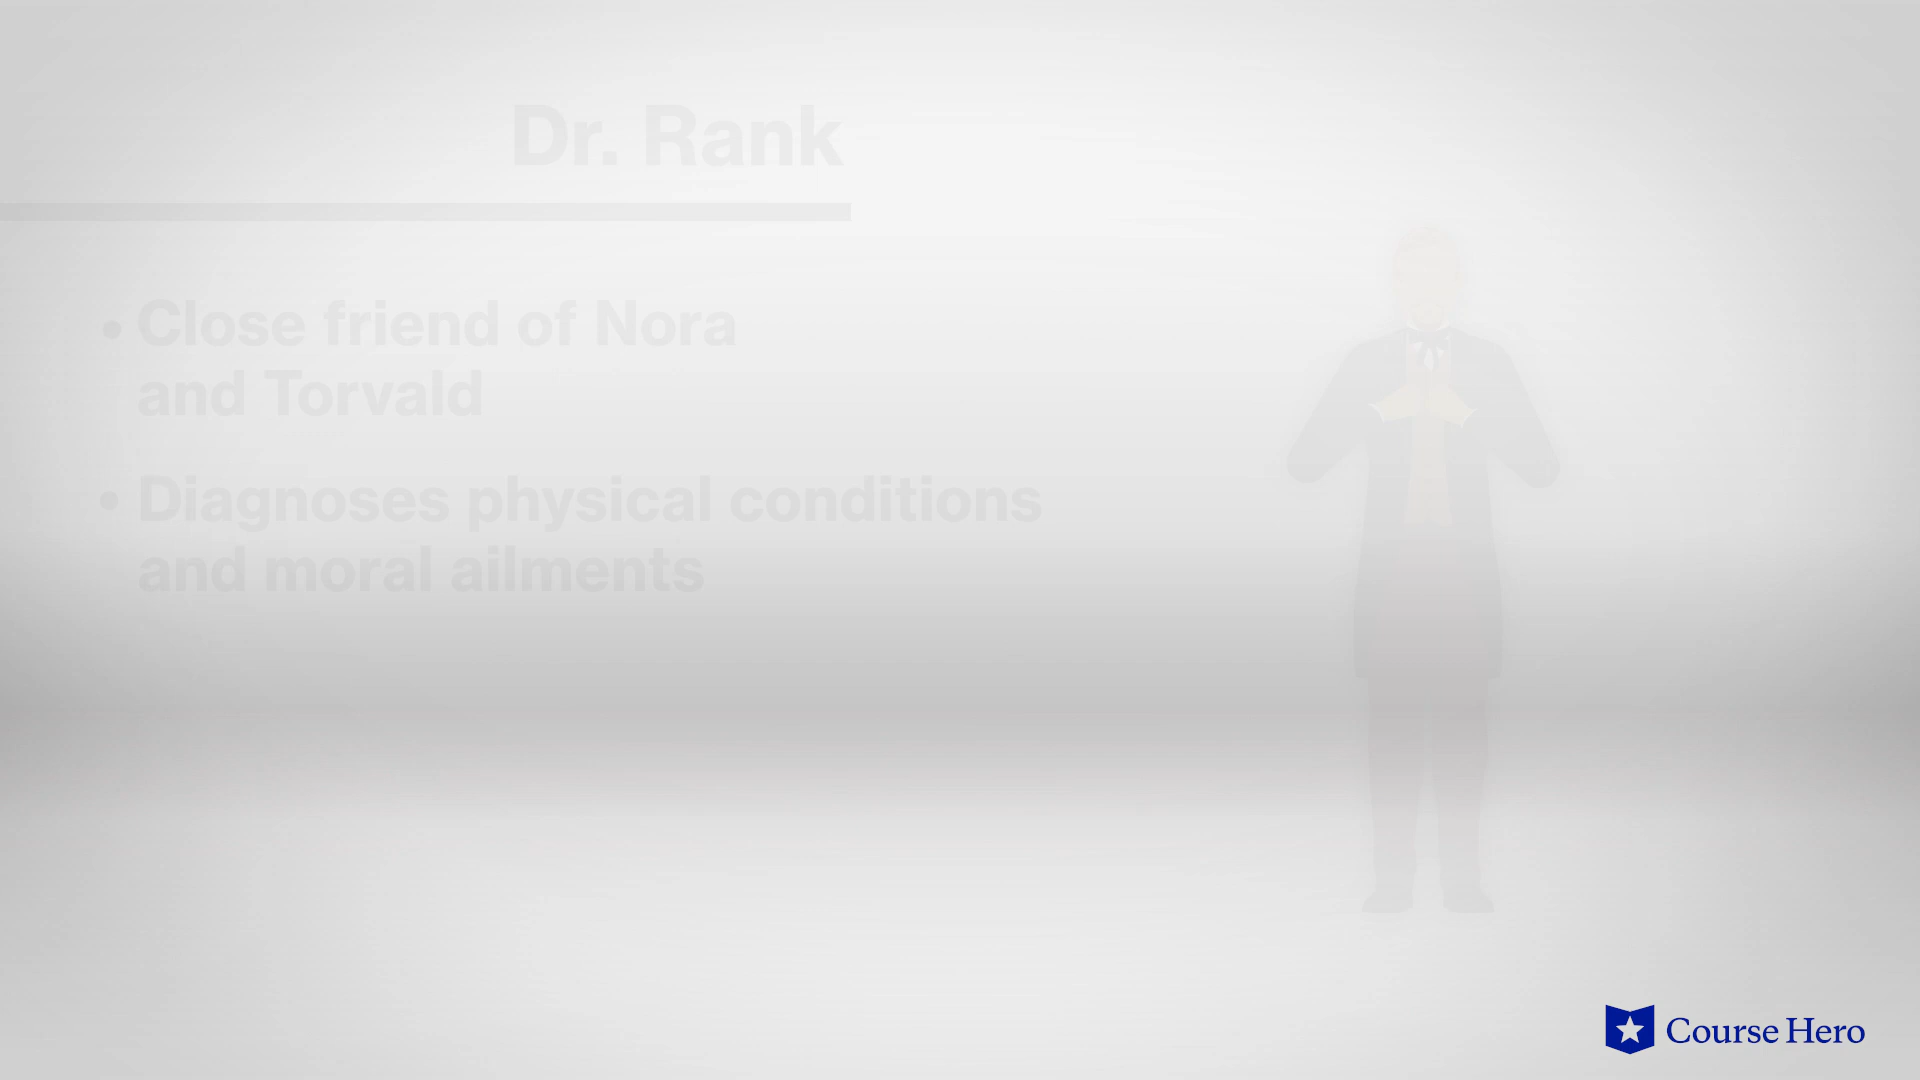 Dr. Rank
• Close friend of Nora
and Torvald
• Diagnoses physical conditions
and moral ailments
Course Hero